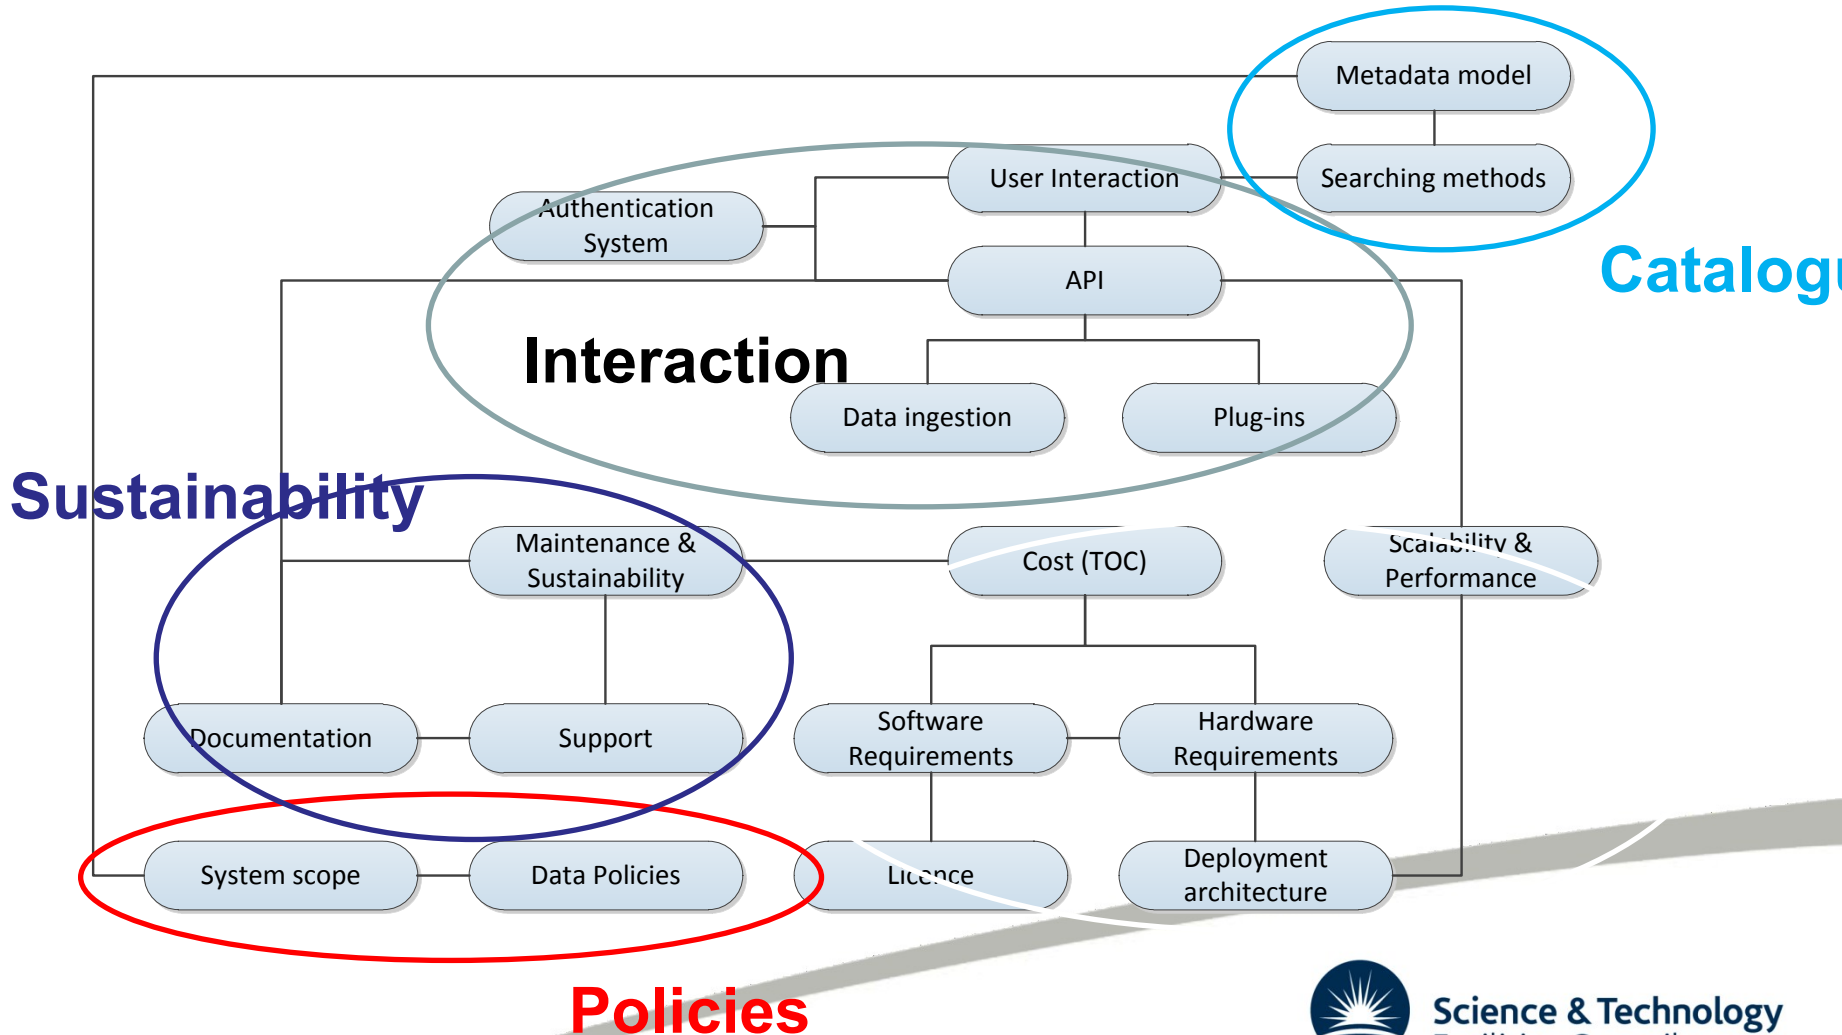 Metadata model
User Interaction
Searching methods
Authentication
System
API
Catalogu
Interaction
Data ingestion
Plug-ins
Sustainability
Maintenance &
Sustainability
Cost (TOC)
Scalability &
Performance
Documentation
Support
Software
Requirements
Hardware
Requirements
System scope
Data Policies
Licence
Deployment
architecture
Policies
Science & Technology